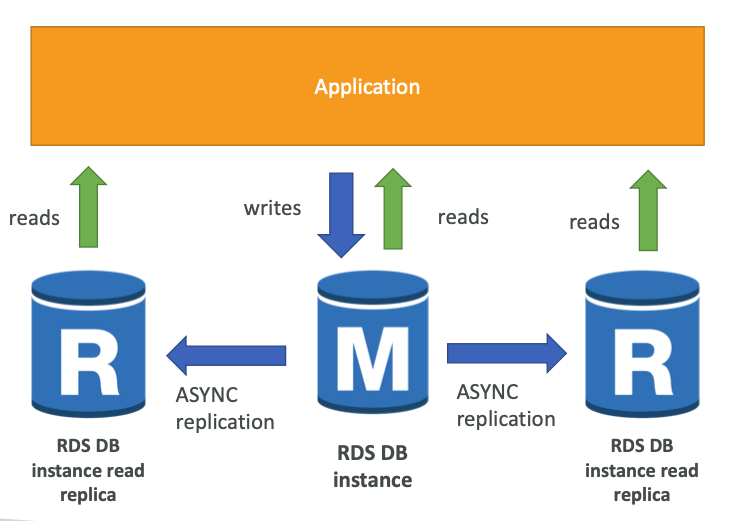 Application
reads
writes
reads
reads
R
M
R
ASYNC
replication
ASYNC
replication
RDS DB
instance read
replica
RDS DB
instance
RDS DB
instance read
replica